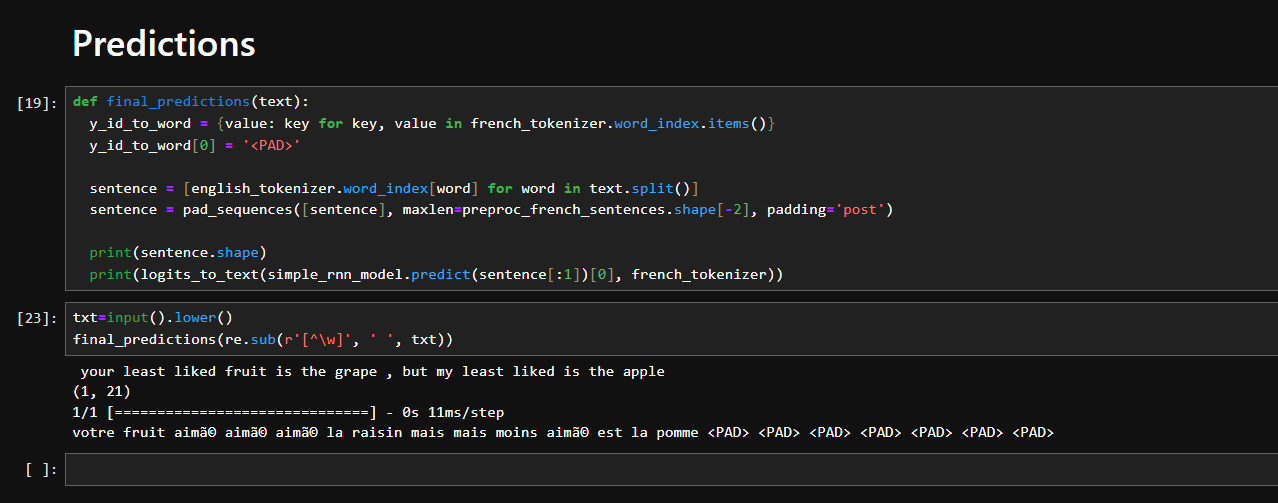 Predictions
[19]:
def final_predictions(text):
  y_id_to_word = {value: key for key, value in french_tokenizer.word_index.items()}
  y_id_to_word[0] = '<PAD>'
  sentence = [english_tokenizer.word_index[word] for word in text.split()]
  sentence = pad_sequences([sentence], maxlen=preproc_french_sentences.shape[-2], padding='post')
  print(sentence.shape)
  print(logits_to_text(simple_rnn_model.predict(sentence[:1])[0], french_tokenizer))
[23]:
txt=input().lower()
final_predictions(re.sub(r'[^\w]', ' ', txt))
your least liked fruit is the grape , but my least liked is the apple
(1, 21)
1/1 [==============================] - 0s 11ms/step
votre fruit aimã© aimã© aimã© la raisin mais mais moins aimã© est la pomme <PAD> <PAD> <PAD> <PAD> <PAD> <PAD> <PAD>
[ ]: